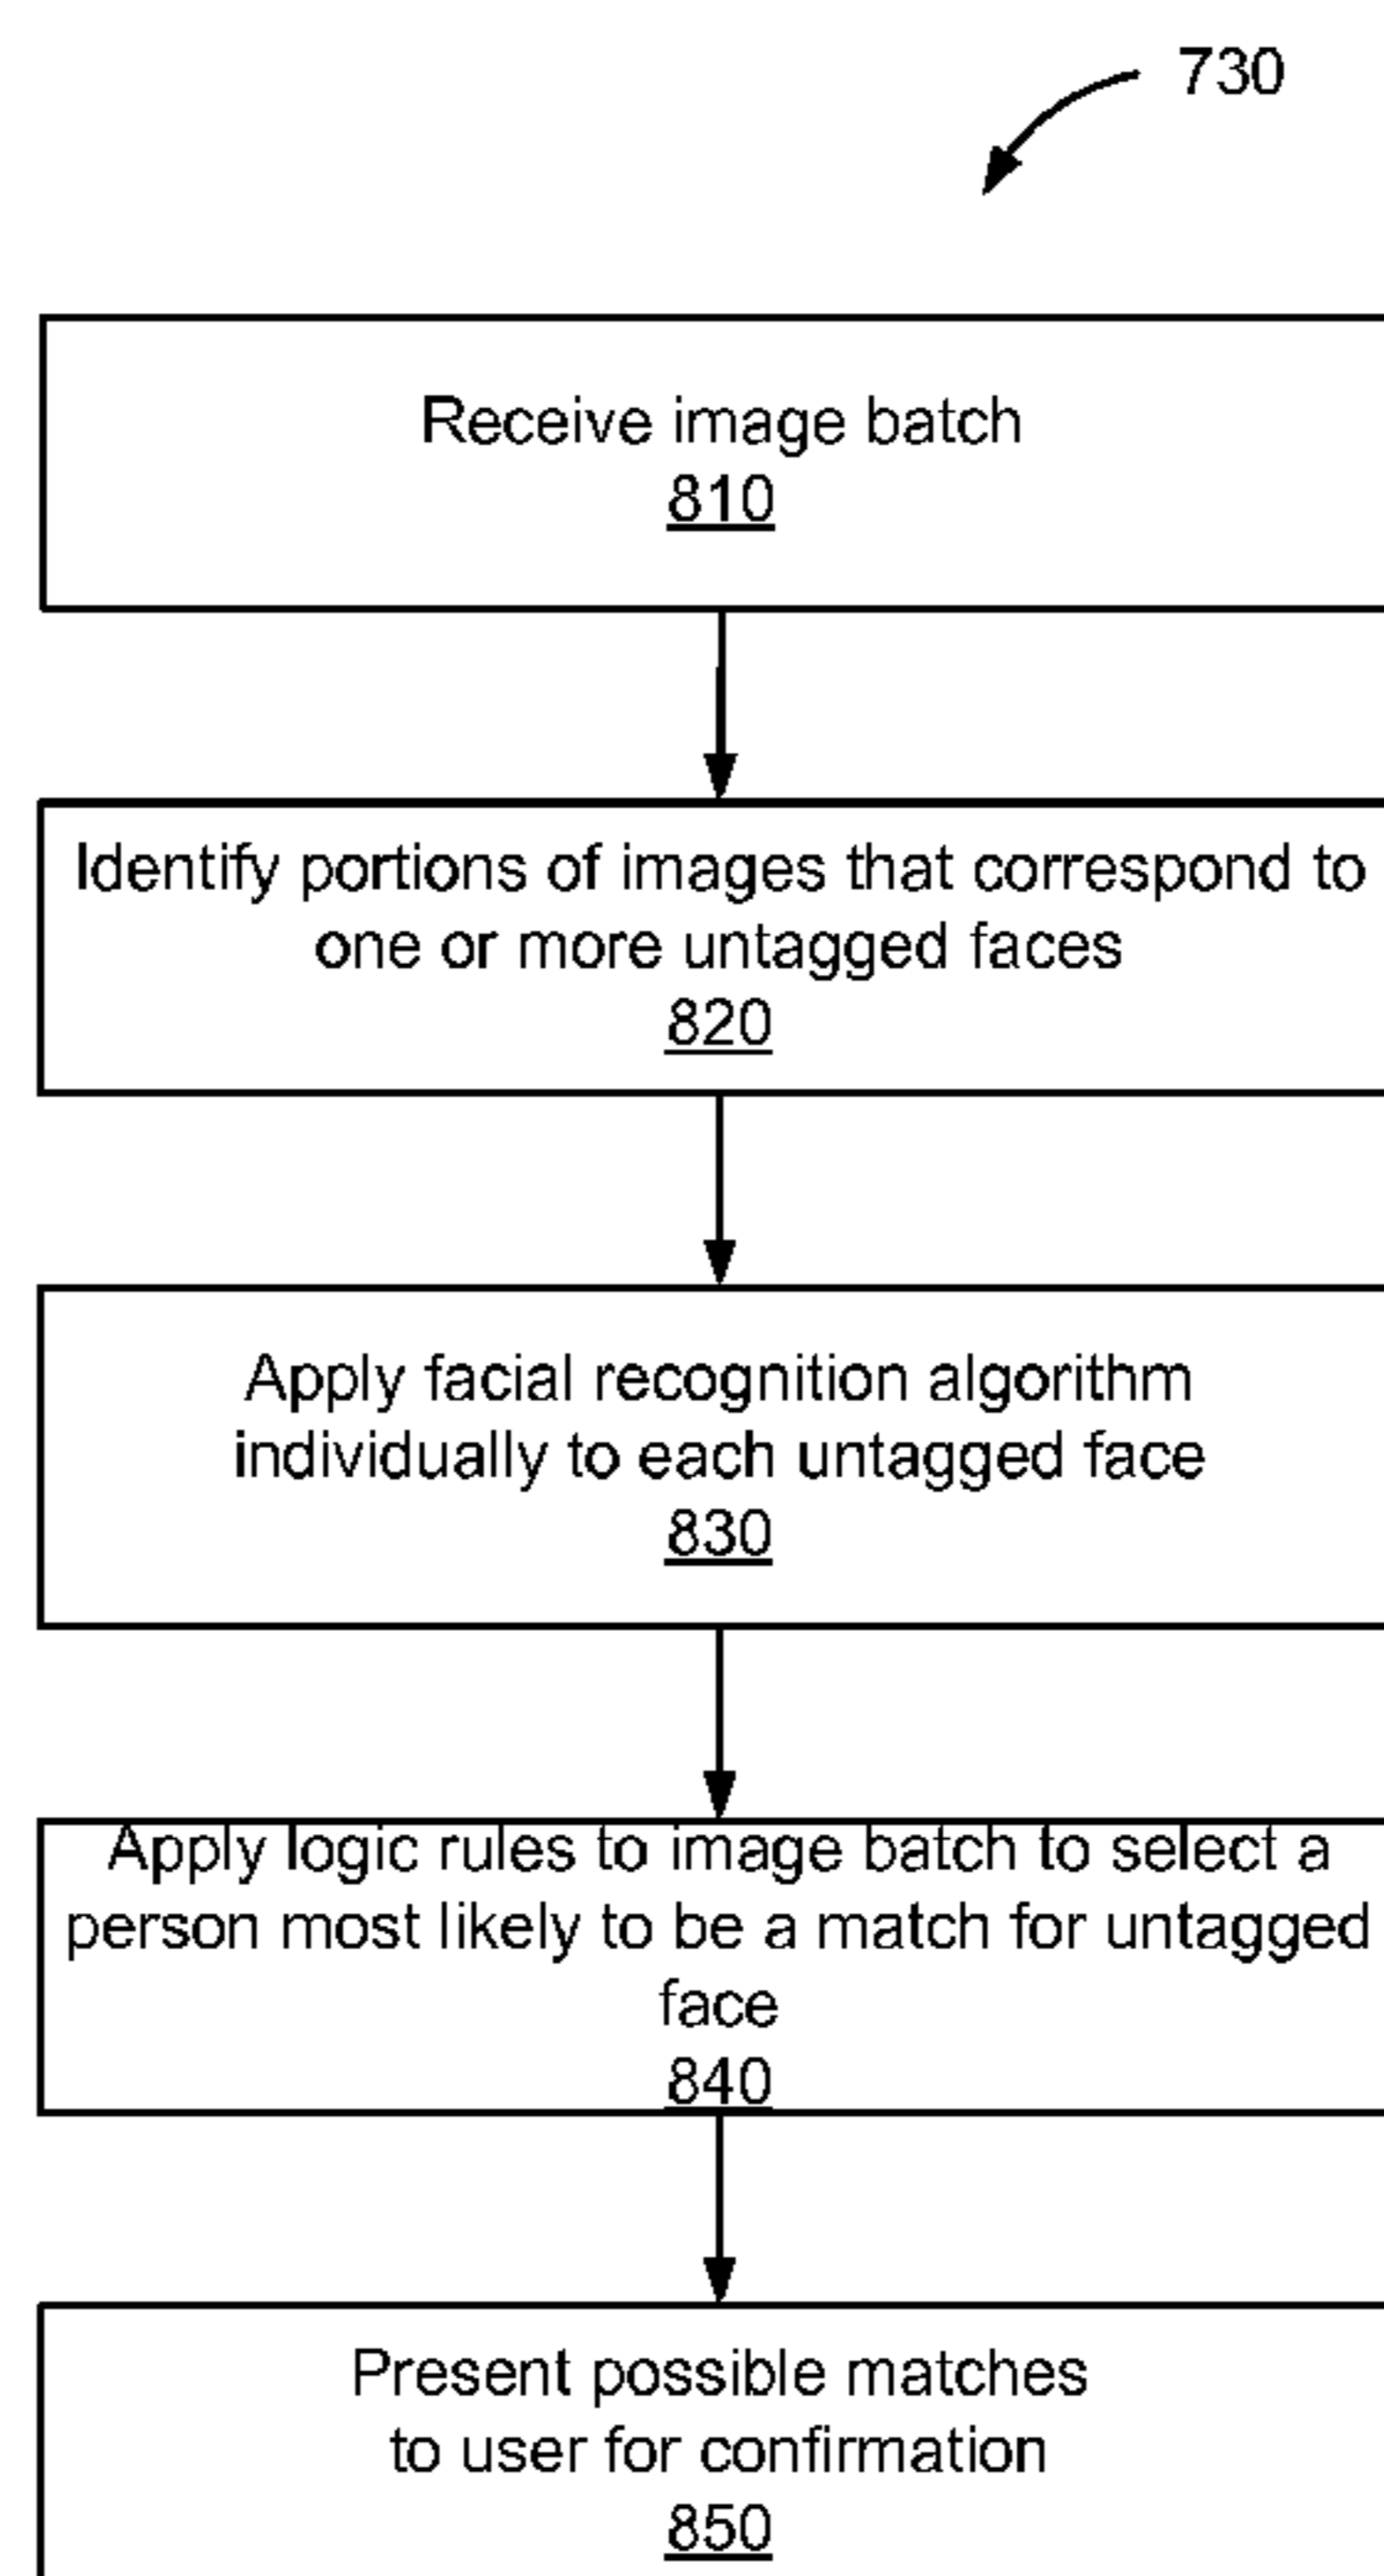 730
Receive image batch
810
Identify portions of images that correspond to
one or more untagged faces
820
Apply facial recognition algorithm
individually to each untagged face
830
Apply logic rules to image batch to select a
person most likely to be a match for untagged
face
840
Present possible matches
to user for confirmation
850